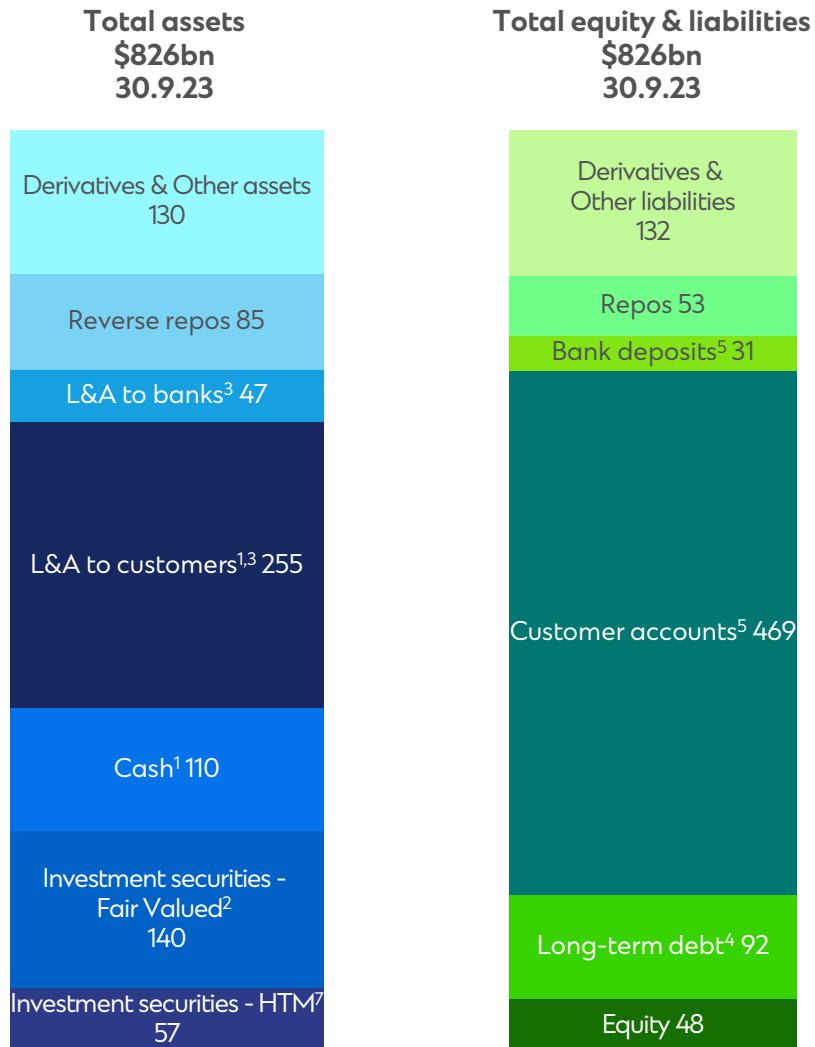 Total assets
$826bn
30.9.23
Derivatives & Other assets
130
Reverse repos 85
L&A to banks³ 47
L&A to customers¹,³ 255
Cash¹ 110
Investment securities -
Fair Valued²
140
Investment securities - HTM⁷
57
Total equity & liabilities
$826bn
30.9.23
Derivatives &
Other liabilities
132
Repos 53
Bank deposits⁵ 31
Customer accounts⁵ 469
Long-term debt⁴ 92
Equity 48